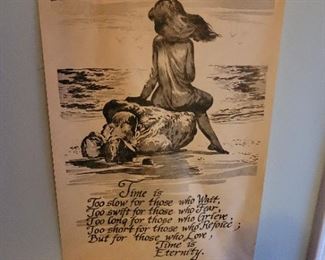 Time is
Too slow for those who Wait,
Too swift for those who Fear,
Too long for those who Grieve,
Too short for those who Rejoice;
But for those who Love,
Time is
Eternity.